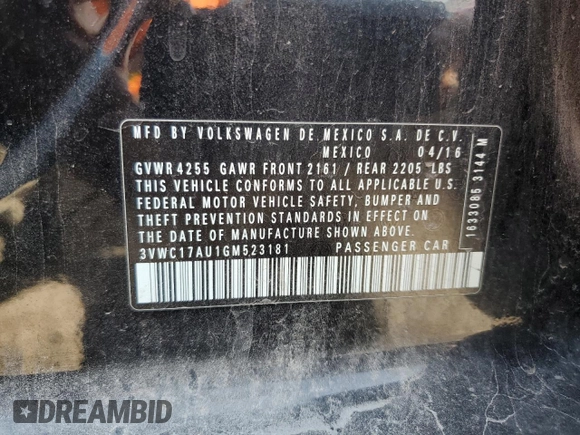 MFD BY VOLKSWAGEN DE MEXICO S.A. DE C.V.
MEXICO 04/16
GVWR 4255 GAWR FRONT 2161 / REAR 2205 LBS
THIS VEHICLE CONFORMS TO ALL APPLICABLE U.S.
FEDERAL MOTOR VEHICLE SAFETY, BUMPER AND
THEFT PREVENTION STANDARDS IN EFFECT ON
THE DATE OF MANUFACTURE SHOWN ABOVE.
3VWC17AU1GM523181 PASSENGER CAR
1633085 3144 M
DREAMBID